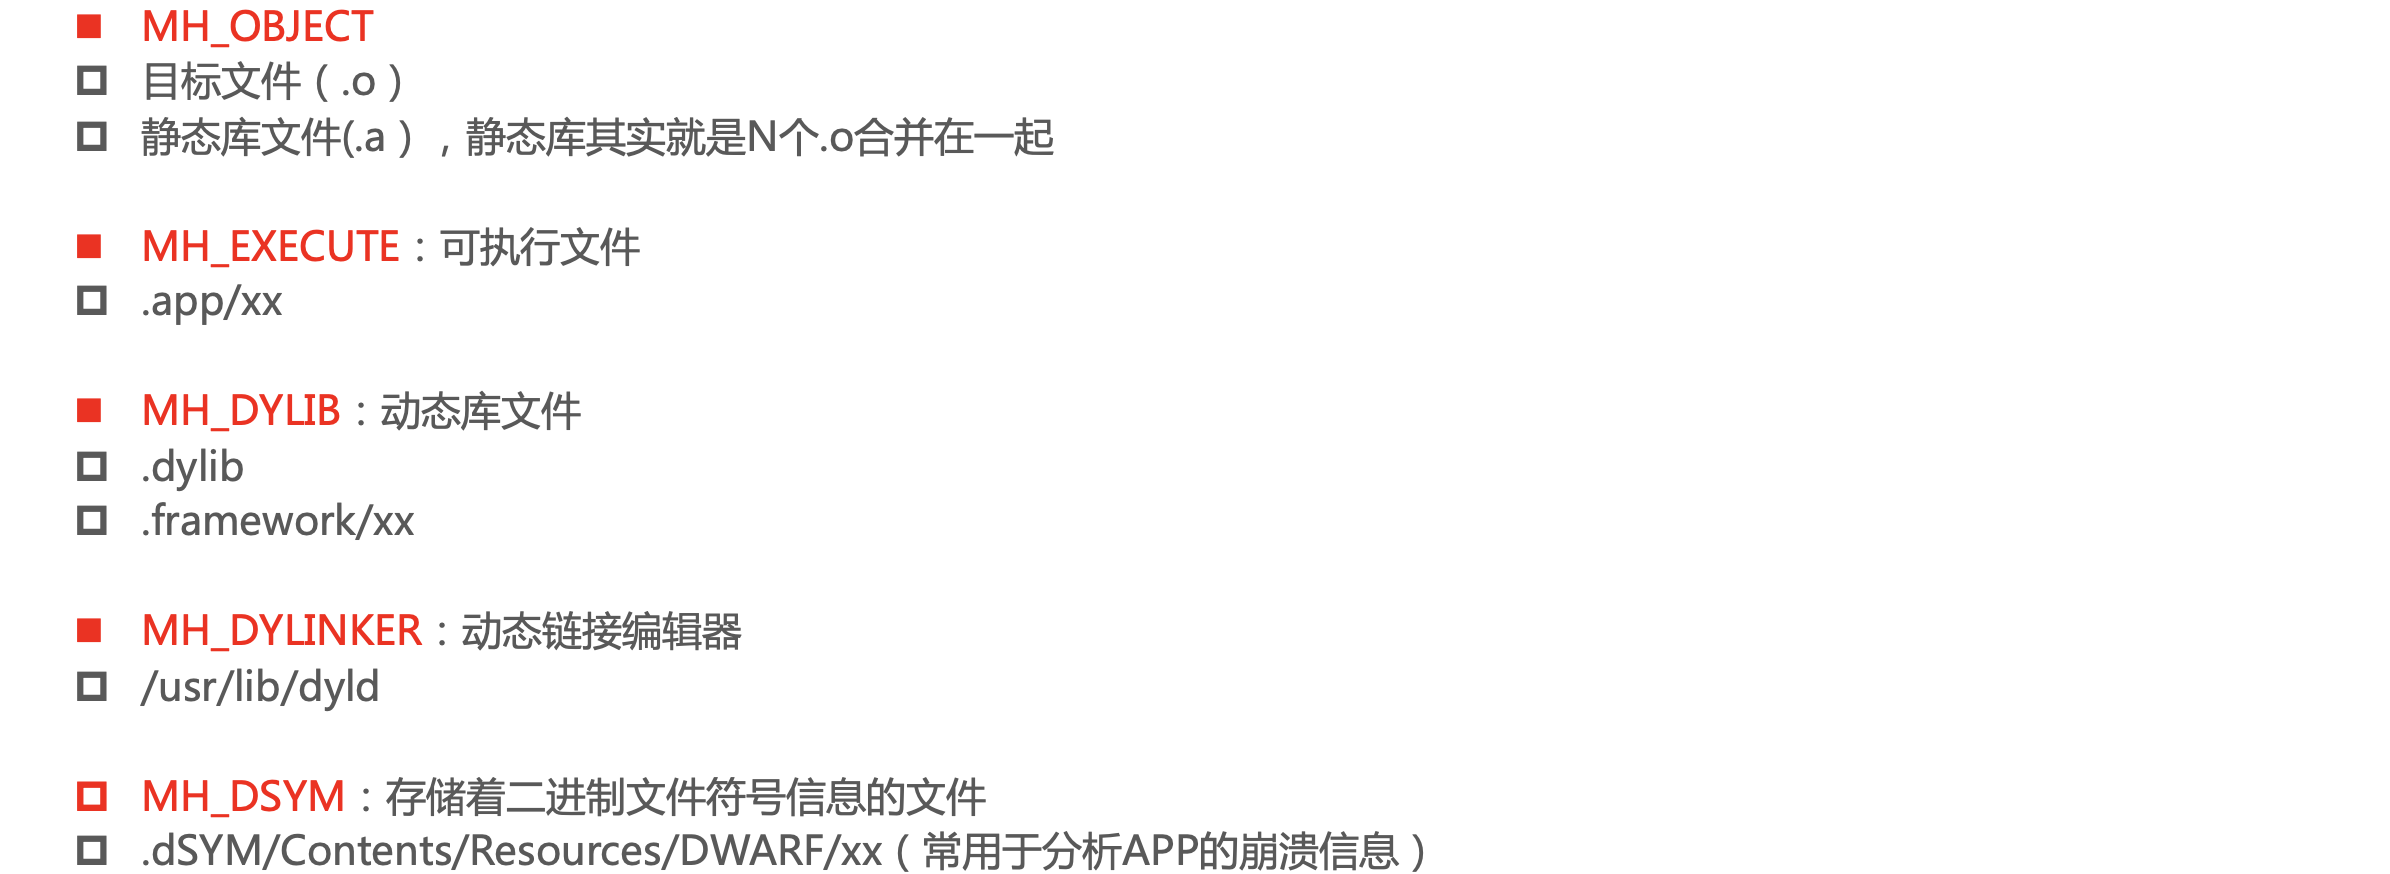 MH_OBJECT
目标文件（.o）
静态库文件(.a），静态库其实就是N个.o合并在一起
MH_EXECUTE：可执行文件
.app/xx
MH_DYLIB：动态库文件
.dylib
.framework/xx
MH_DYLINKER：动态链接编辑器
/usr/lib/dyld
MH_DSYM：存储着二进制文件符号信息的文件
.dSYM/Contents/Resources/DWARF/xx（常用于分析APP的崩溃信息）